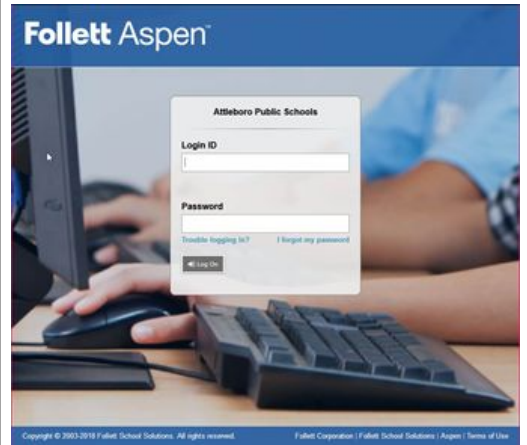 Follett Aspen™
Attleboro Public Schools
Login ID
Password
Trouble logging in? I forgot my password
Log On
Copyright © 2003-2018 Follett School Solutions. All rights reserved. Follett Corporation | Follett School Solutions | Aspen | Terms of Use